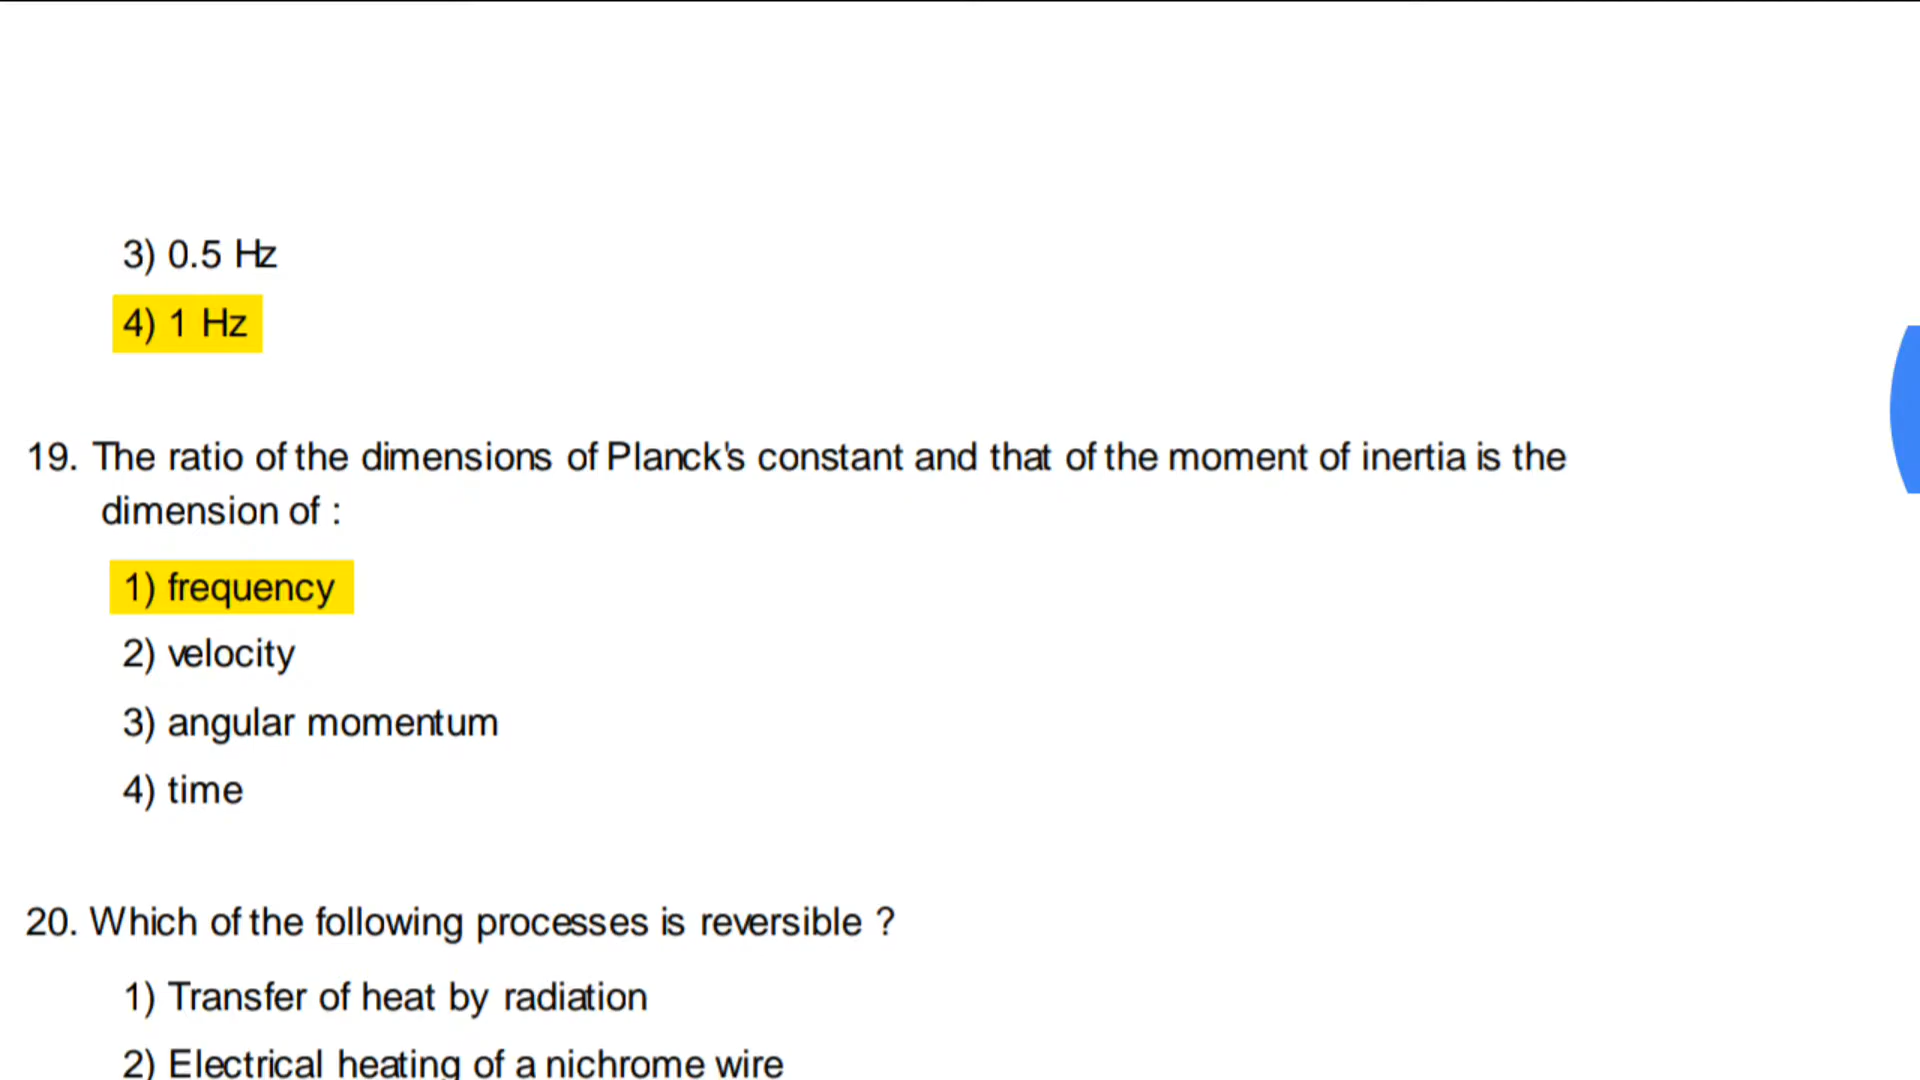 3) 0.5 Hz
4) 1 Hz
19. The ratio of the dimensions of Planck's constant and that of the moment of inertia is the
dimension of :
1) frequency
2) velocity
3) angular momentum
4) time
20. Which of the following processes is reversible ?
1) Transfer of heat by radiation
2) Electrical heating of a nichrome wire